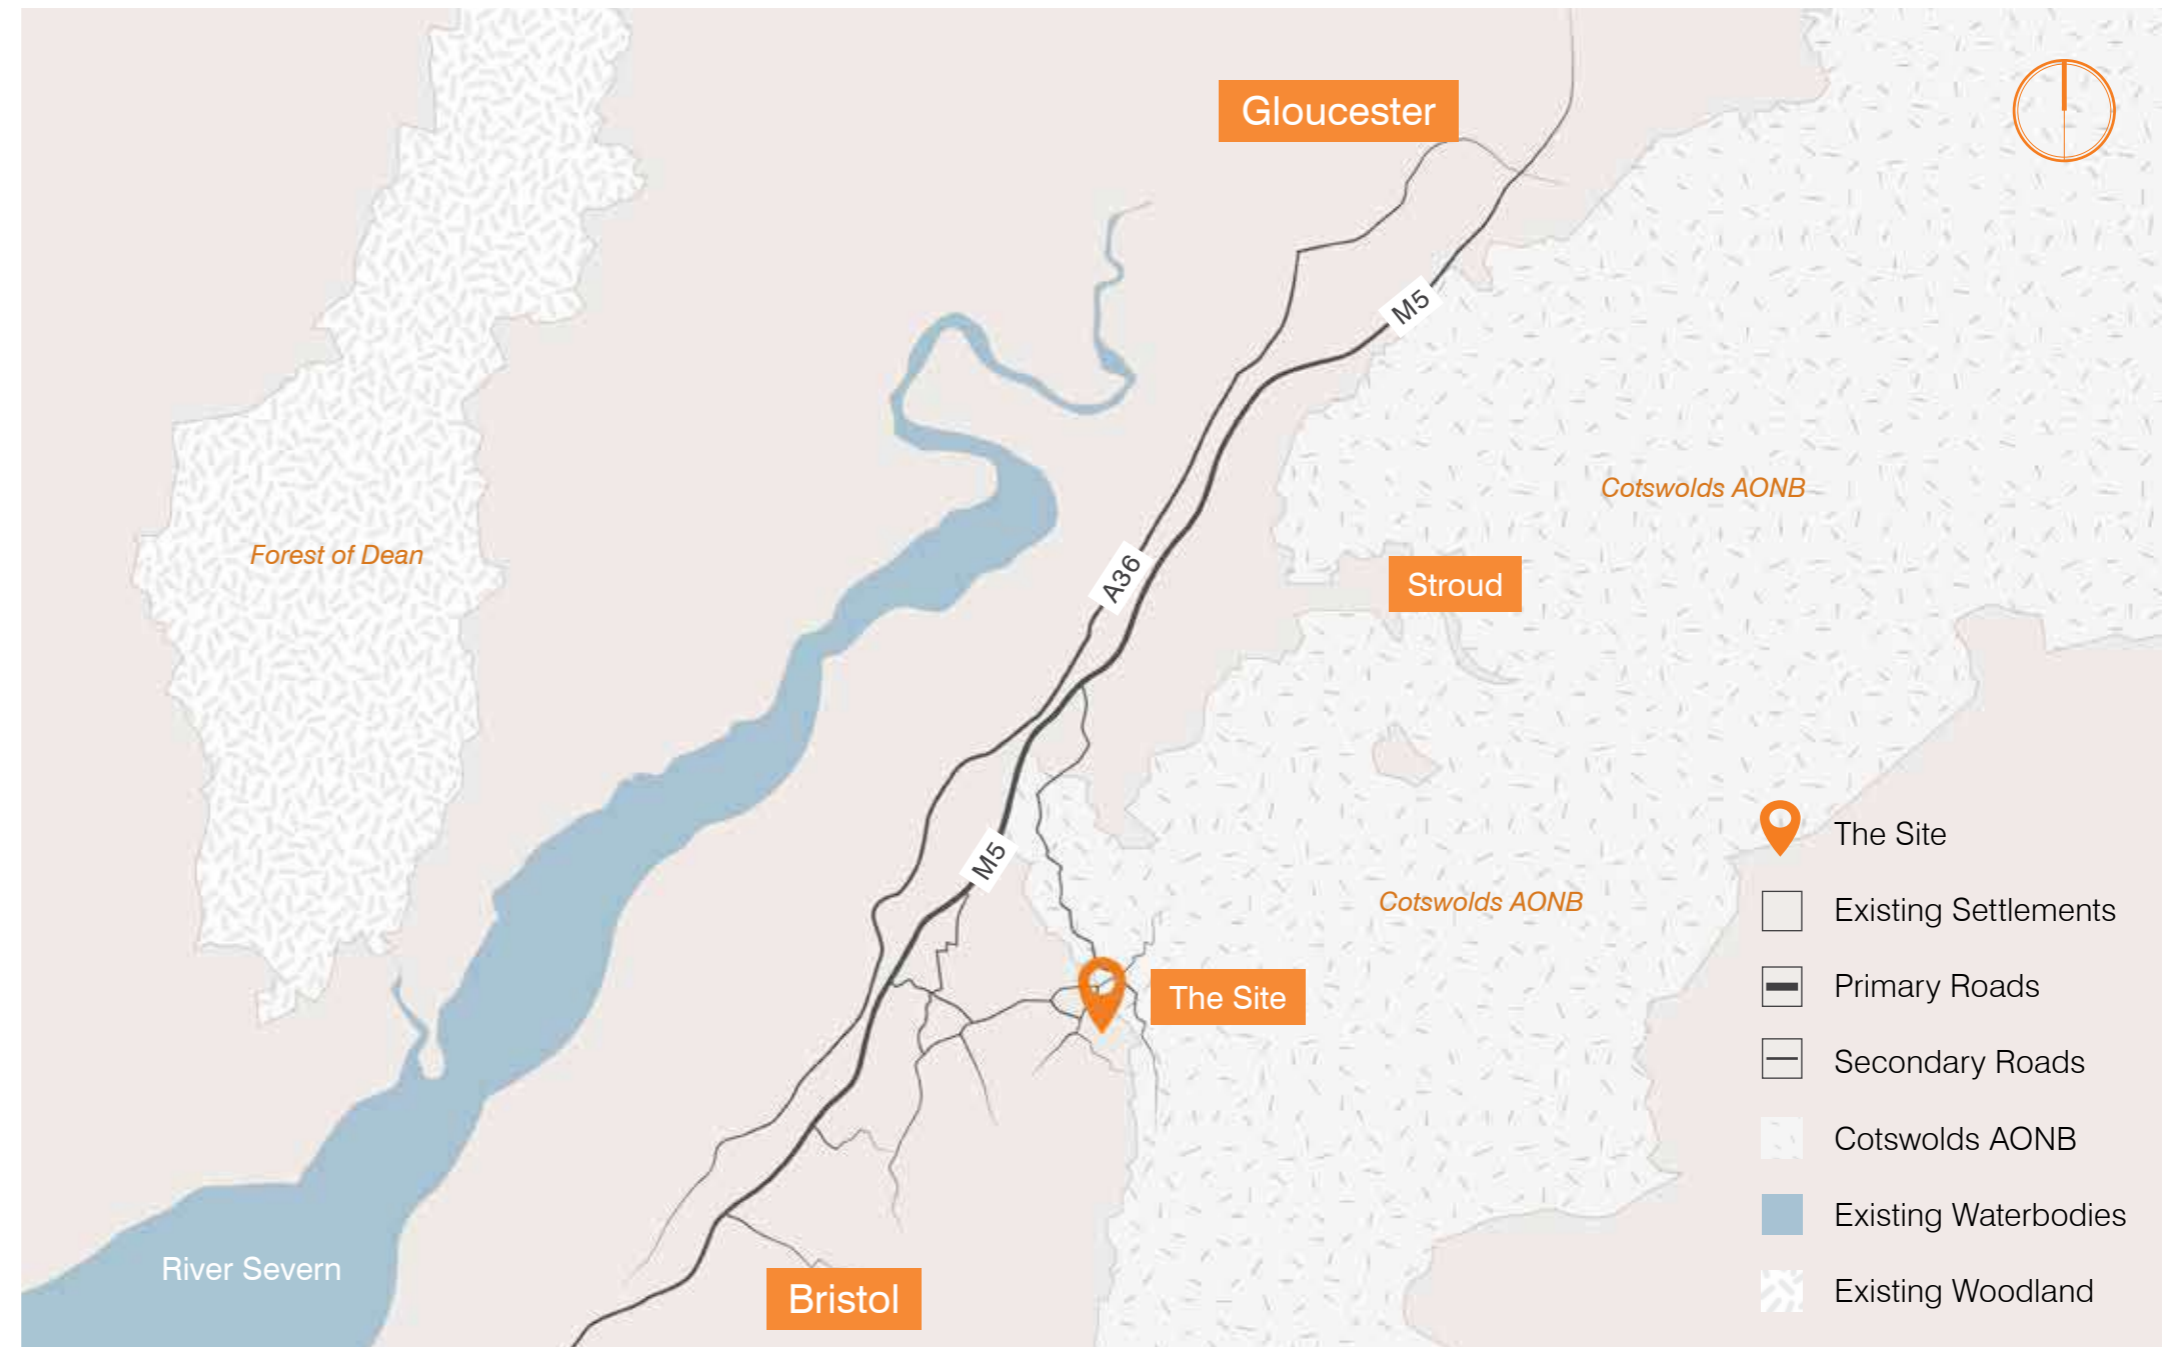 Gloucester
M5
Cotswolds AONB
Forest of Dean
A36
Stroud
M5
Cotswolds AONB
The Site
River Severn
Bristol
The Site
Existing Settlements
Primary Roads
Secondary Roads
Cotswolds AONB
Existing Waterbodies
Existing Woodland